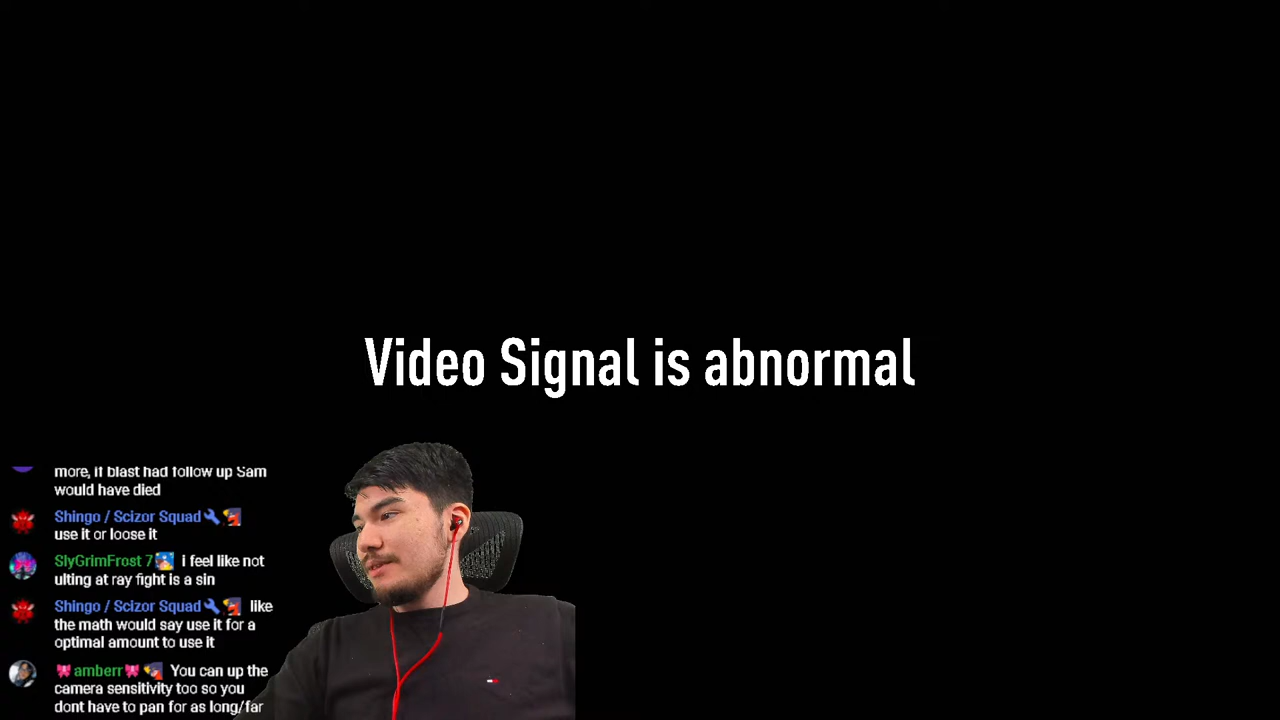 Video Signal is abnormal
more, if blast had follow up Sam
would have died
Shingo / Scizor Squad
use it or loose it
SlyGrimFrost 7 i feel like not
ulting at ray fight is a sin
Shingo / Scizor Squad like
the math would say use it for a
optimal amount to use it
amberr You can up the
camera sensitivity too so you
dont have to pan for as long/far